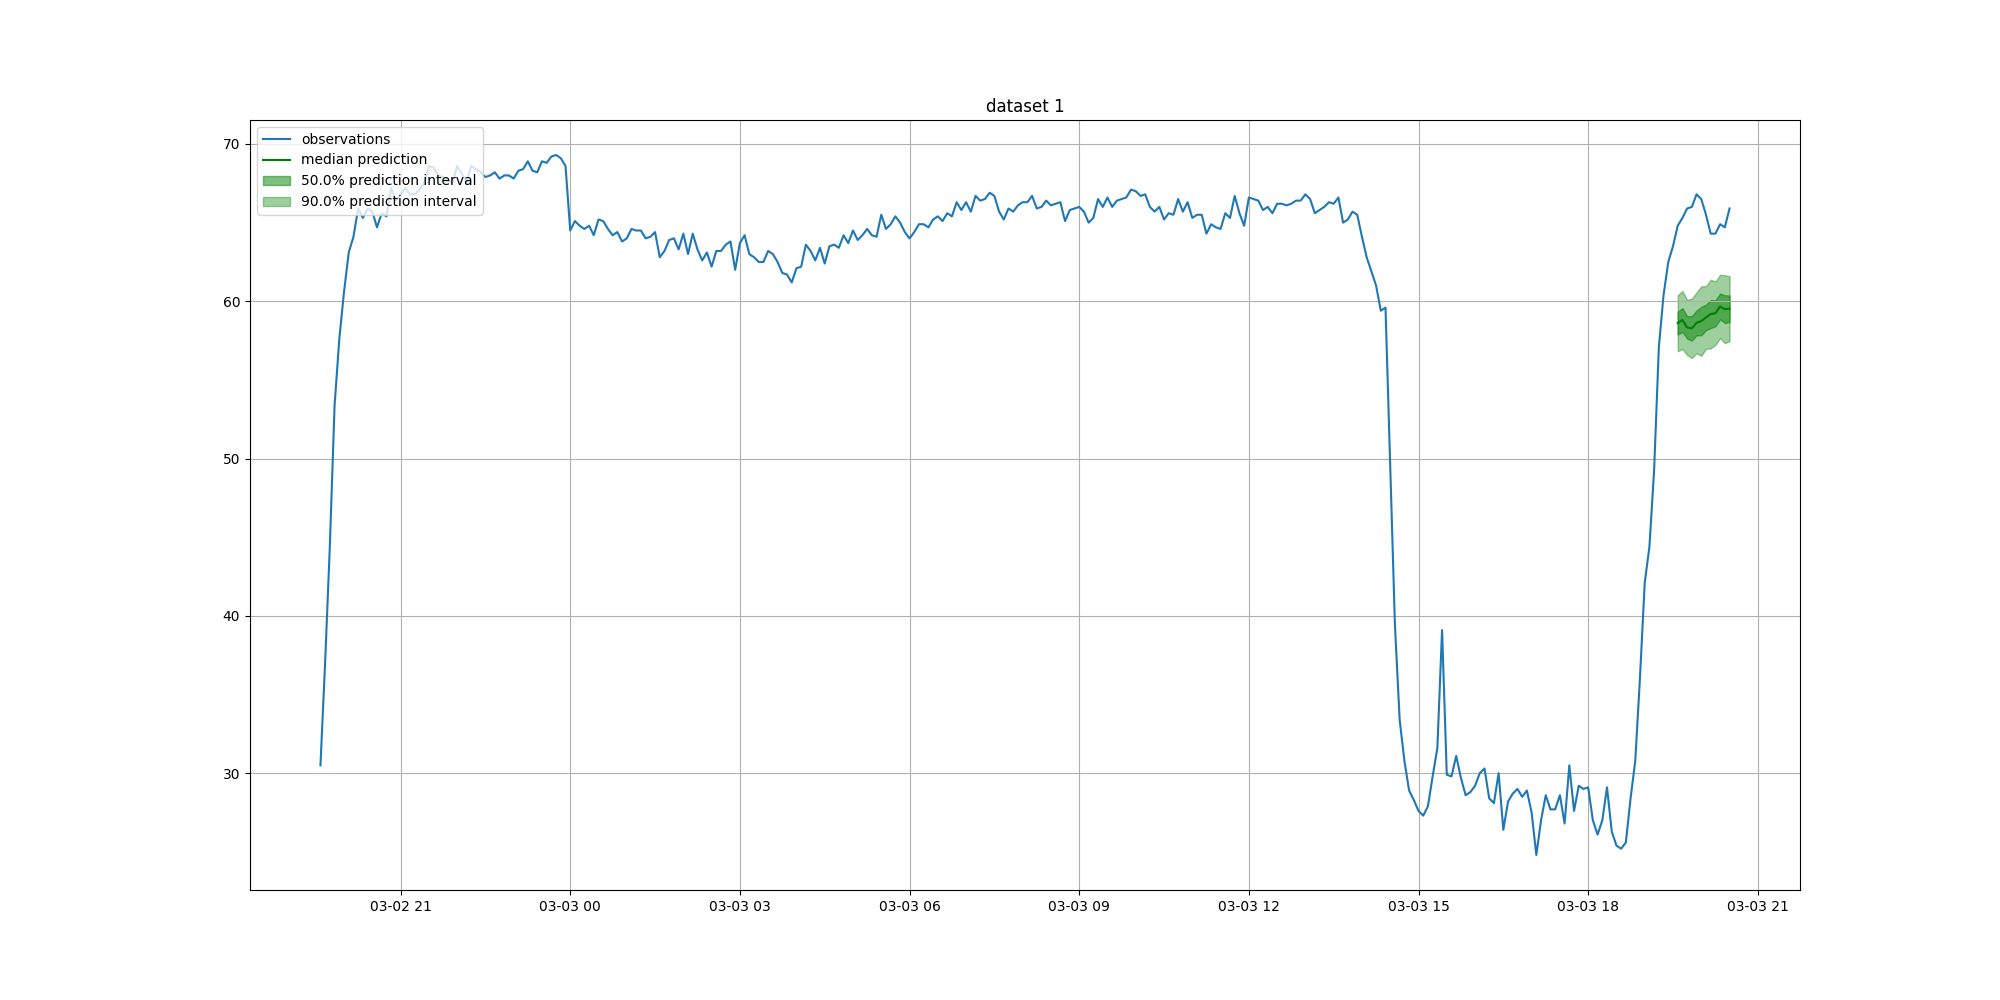 dataset 1
observations
median prediction
50.0% prediction interval
90.0% prediction interval
70
60
50
40
30
03-02 21
03-03 00
03-03 03
03-03 06
03-03 09
03-03 12
03-03 15
03-03 18
03-03 21